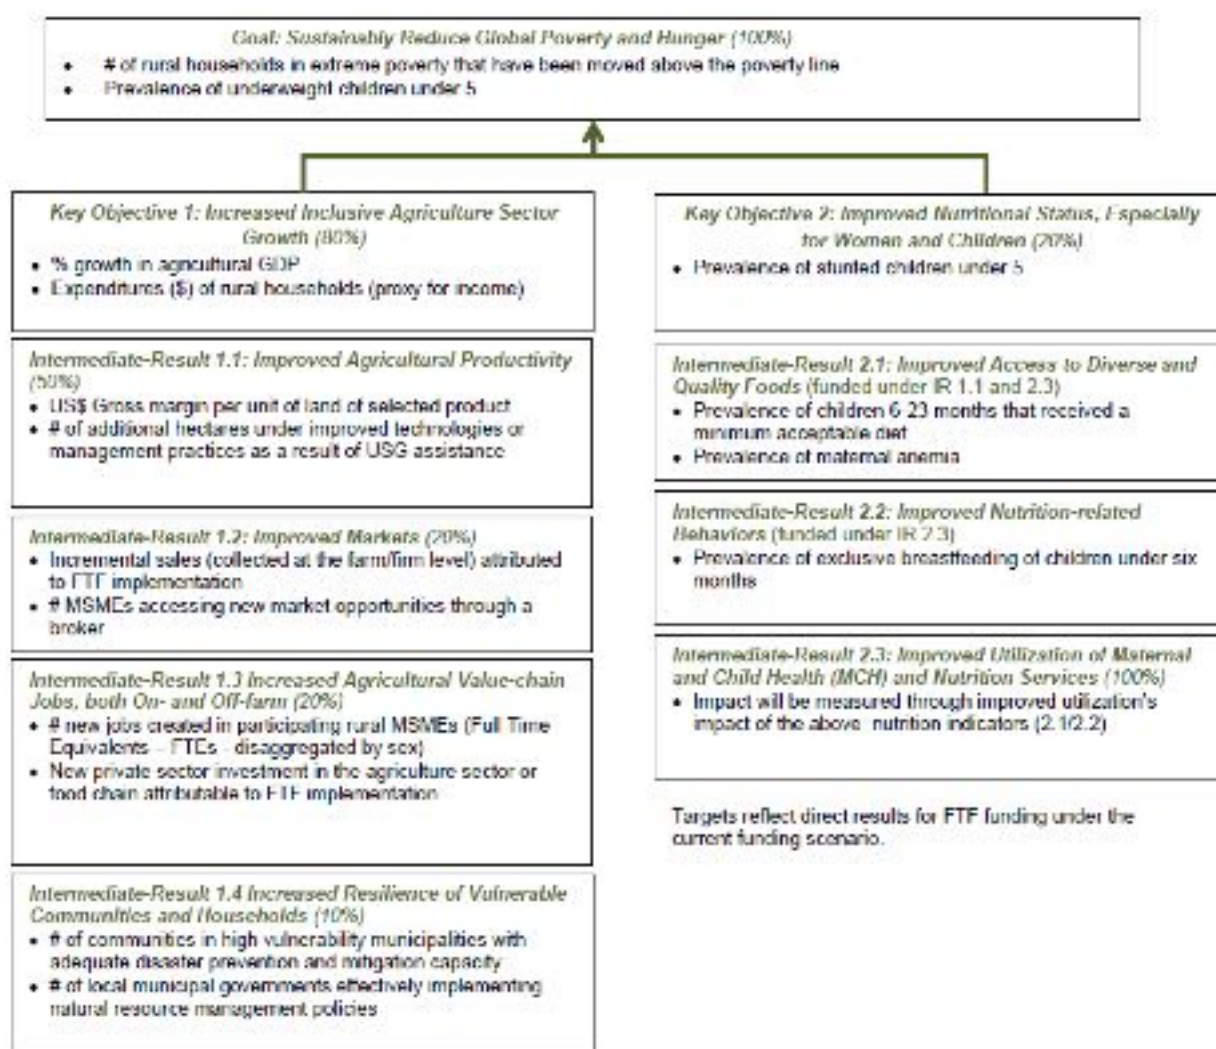 Goal: Sustainably Reduce Global Poverty and Hunger (100%)
• # of rural households in extreme poverty that have been moved above the poverty line
• Prevalence of underweight children under 5
Key Objective 1: Increased Inclusive Agriculture Sector
Growth (80%)
• % growth in agricultural GDP
• Expenditures ($) of rural households (proxy for income)
Intermediate-Result 1.1: Improved Agricultural Productivity
(50%)
• US$ Gross margin per unit of land of selected product
• # of additional hectares under improved technologies or
management practices as a result of USG assistance
Intermediate-Result 1.2: Improved Markets (20%)
• Incremental sales (collected at the farm/firm level) attributed
to FTF implementation
• # MSMEs accessing new market opportunities through a
broker
Intermediate-Result 1.3 Increased Agricultural Value-chain
Jobs, both On- and Off-farm (20%)
• # new jobs created in participating rural MSMEs (Full Time
Equivalents – FTEs - disaggregated by sex)
• New private sector investment in the agriculture sector or
food chain attributable to FTF implementation
Intermediate-Result 1.4 Increased Resilience of Vulnerable
Communities and Households (10%)
• # of communities in high vulnerability municipalities with
adequate disaster prevention and mitigation capacity
• # of local municipal governments effectively implementing
natural resource management policies
Key Objective 2: Improved Nutritional Status, Especially
for Women and Children (20%)
• Prevalence of stunted children under 5
Intermediate-Result 2.1: Improved Access to Diverse and
Quality Foods (funded under IR 1.1 and 2.3)
• Prevalence of children 6-23 months that received a
minimum acceptable diet
• Prevalence of maternal anemia
Intermediate-Result 2.2: Improved Nutrition-related
Behaviors (funded under IR 2.3)
• Prevalence of exclusive breastfeeding of children under six
months
Intermediate-Result 2.3: Improved Utilization of Maternal
and Child Health (MCH) and Nutrition Services (100%)
• Impact will be measured through improved utilization's
impact of the above nutrition indicators (2.1/2.2)
Targets reflect direct results for FTF funding under the
current funding scenario.